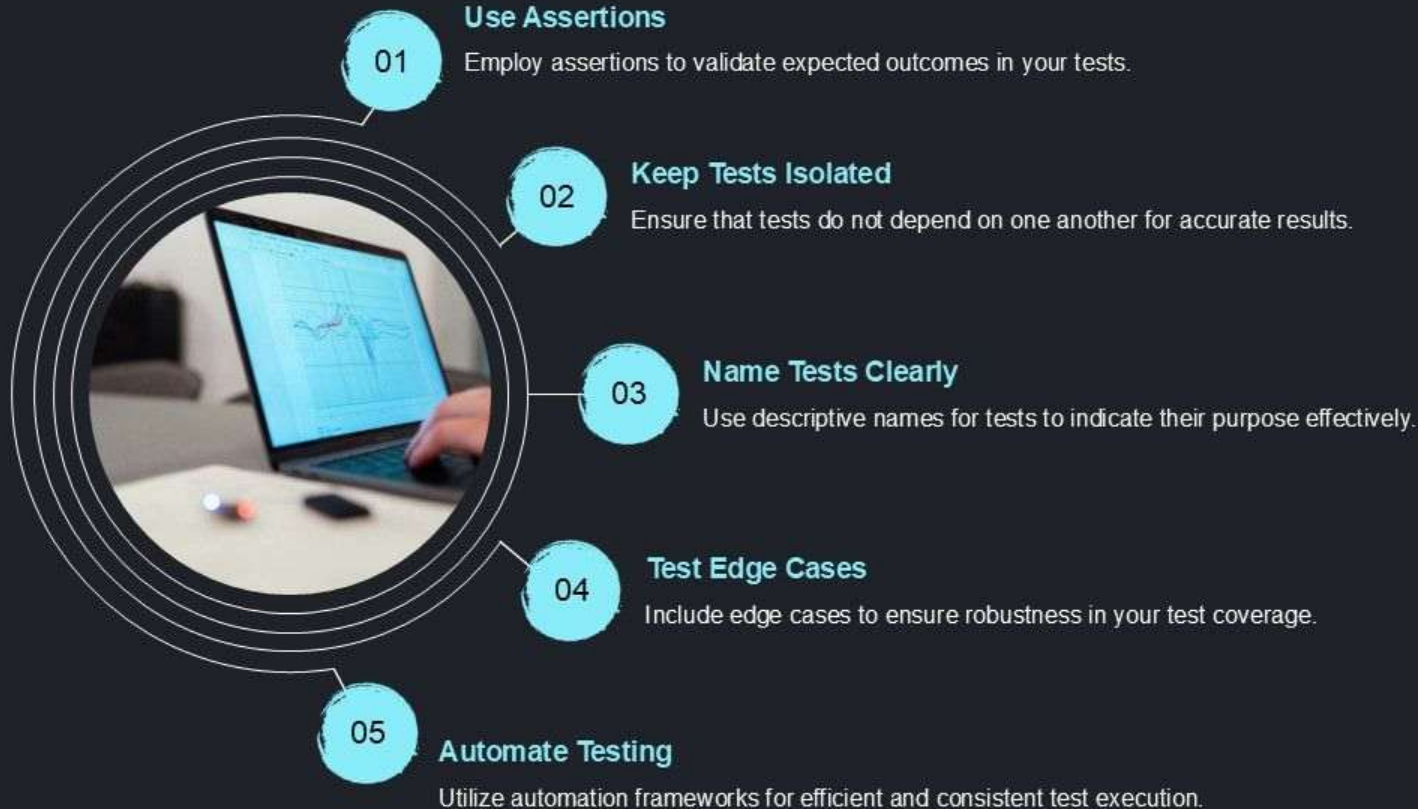 01
Use Assertions
Employ assertions to validate expected outcomes in your tests.
02
Keep Tests Isolated
Ensure that tests do not depend on one another for accurate results.
03
Name Tests Clearly
Use descriptive names for tests to indicate their purpose effectively.
04
Test Edge Cases
Include edge cases to ensure robustness in your test coverage.
05
Automate Testing
Utilize automation frameworks for efficient and consistent test execution.